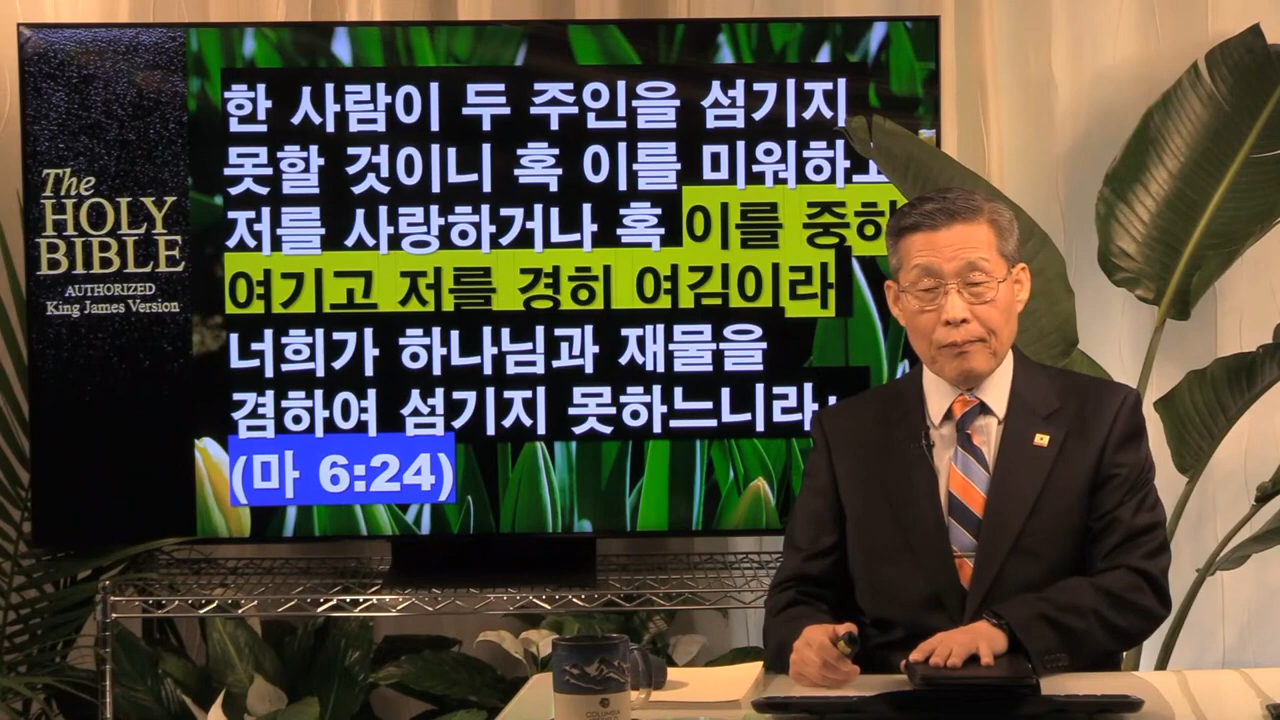 The
HOLY
BIBLE
AUTHORIZED
King James Version
한 사람이 두 주인을 섬기지
못할 것이니 혹 이를 미워하고
저를 사랑하거나 혹 이를 중히
여기고 저를 경히 여김이라
너희가 하나님과 재물을
겸하여 섬기지 못하느니라
(마 6:24)
COLUMBIA